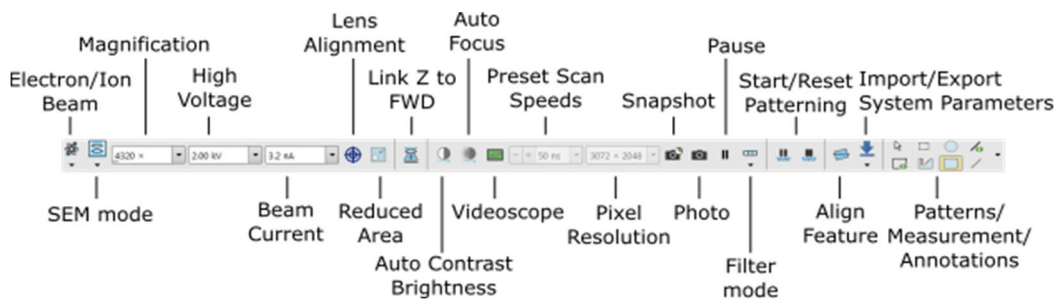 Magnification
Lens
Alignment
Auto
Focus
Pause
Electron/Ion
Beam
High
Voltage
Link Z to
FWD
Preset Scan
Speeds
Snapshot
Start/Reset
Patterning
Import/Export
System Parameters
4320 ×
2.00 kV
3.2 nA
50 ns
3072 × 2048
SEM mode
Beam
Current
Reduced
Area
Auto Contrast
Brightness
Videoscope
Pixel
Resolution
Photo
Filter
mode
Align
Feature
Patterns/
Measurement/
Annotations